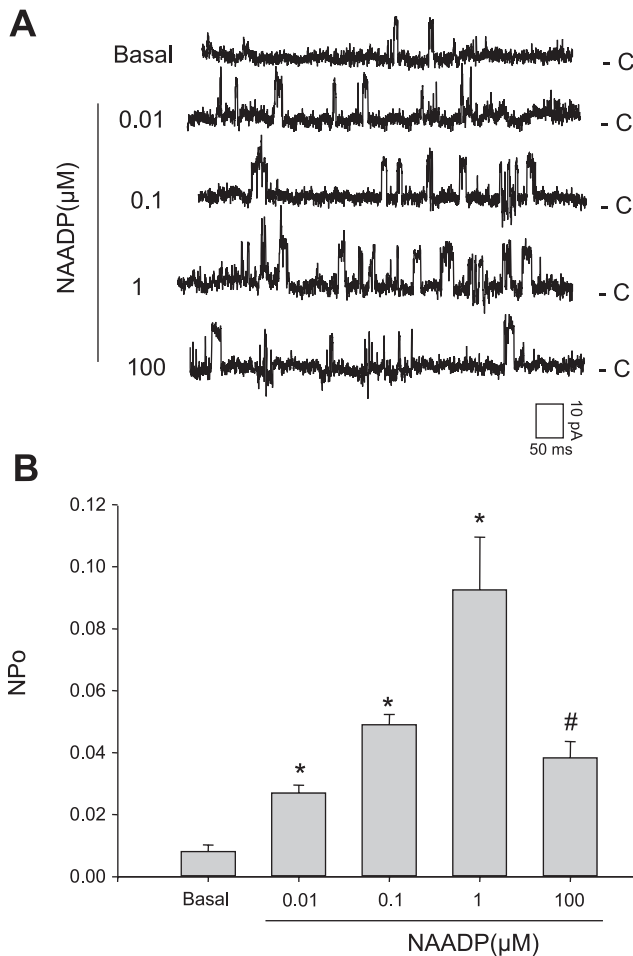 A
Basal
- C
0.01
- C
0.1
- C
1
- C
100
- C
NAADP(µM)
10 pA
50 ms
B
0.12
0.10
0.08
0.06
0.04
0.02
0.00
NPo
*
*
*
#
Basal
0.01
0.1
1
100
NAADP(µM)